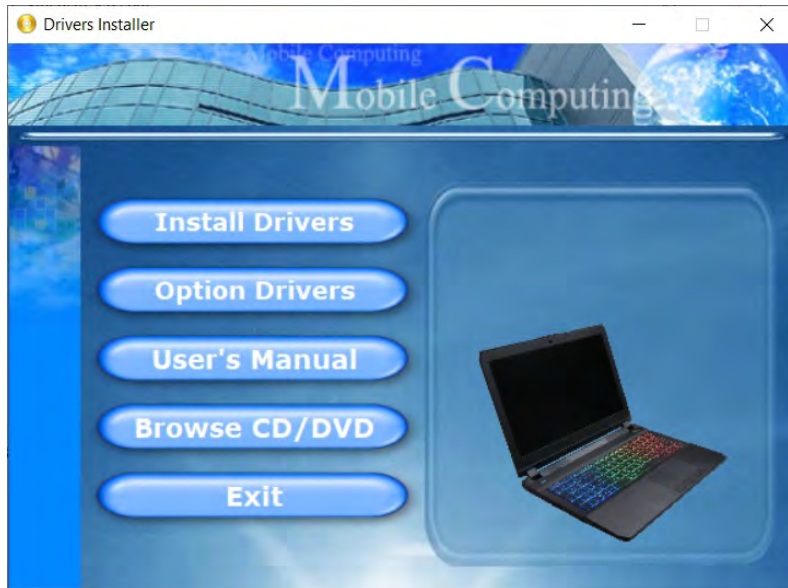 Drivers Installer
Mobile Computing
Mobile Computing
Install Drivers
Option Drivers
User's Manual
Browse CD/DVD
Exit